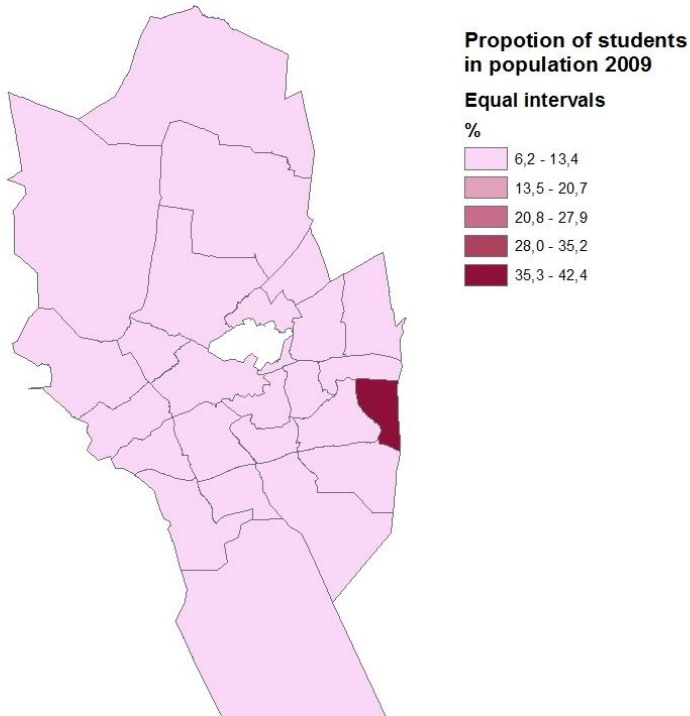 Propotion of students
in population 2009
Equal intervals
%
6,2 - 13,4
13,5 - 20,7
20,8 - 27,9
28,0 - 35,2
35,3 - 42,4